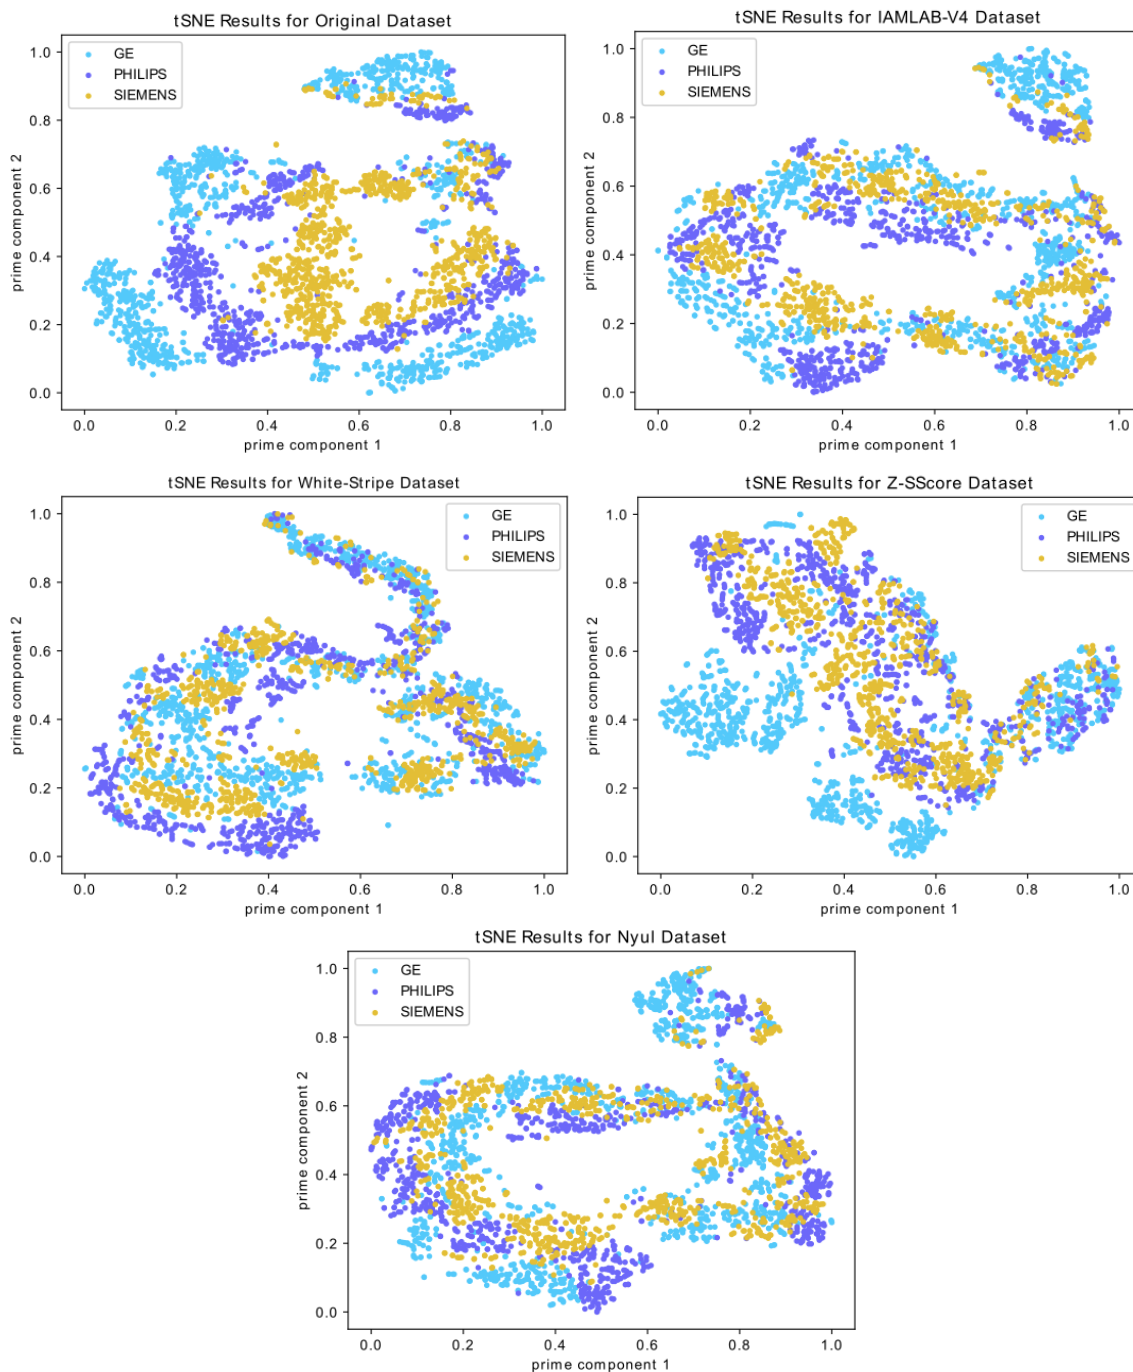 tSNE Results for Original Dataset
GE
PHILIPS
SIEMENS
1.0
0.8
0.6
0.4
0.2
0.0
prime component 2
0.0 0.2 0.4 0.6 0.8 1.0
prime component 1
tSNE Results for IAMLAB-V4 Dataset
GE
PHILIPS
SIEMENS
1.0
0.8
0.6
0.4
0.2
0.0
prime component 2
0.0 0.2 0.4 0.6 0.8 1.0
prime component 1
tSNE Results for White-Stripe Dataset
GE
PHILIPS
SIEMENS
1.0
0.8
0.6
0.4
0.2
0.0
prime component 2
0.0 0.2 0.4 0.6 0.8 1.0
prime component 1
tSNE Results for Z-SScore Dataset
GE
PHILIPS
SIEMENS
1.0
0.8
0.6
0.4
0.2
0.0
prime component 2
0.0 0.2 0.4 0.6 0.8 1.0
prime component 1
tSNE Results for Nyul Dataset
GE
PHILIPS
SIEMENS
1.0
0.8
0.6
0.4
0.2
0.0
prime component 2
0.0 0.2 0.4 0.6 0.8 1.0
prime component 1